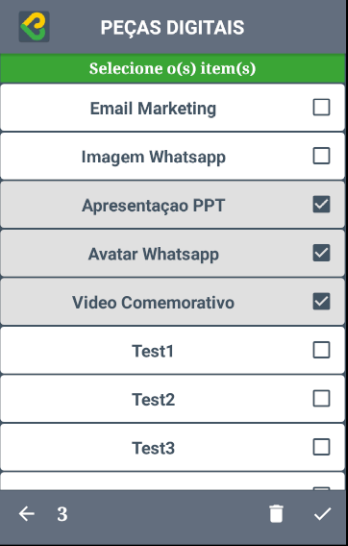 PEÇAS DIGITAIS
Selecione o(s) item(s)
Email Marketing
Imagem Whatsapp
Apresentaçao PPT
Avatar Whatsapp
Video Comemorativo
Test1
Test2
Test3
3